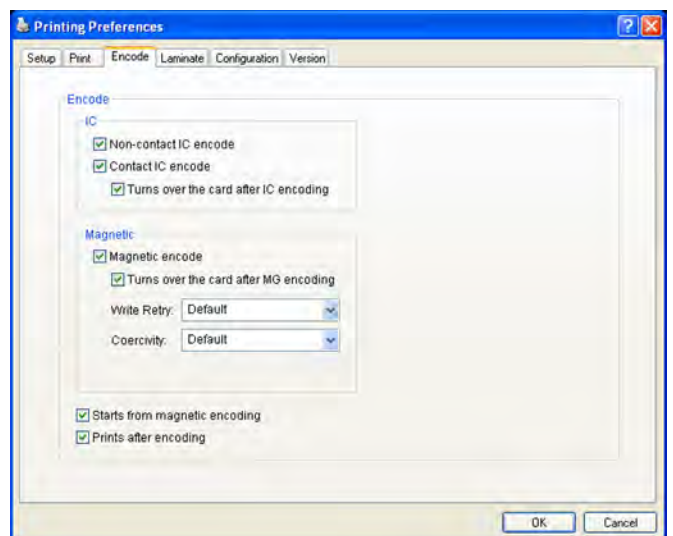 Printing Preferences
Setup Print Encode Laminate Configuration Version
Encode
IC
Non-contact IC encode
Contact IC encode
Turns over the card after IC encoding
Magnetic
Magnetic encode
Turns over the card after MG encoding
Write Retry: Default
Coercivity: Default
Starts from magnetic encoding
Prints after encoding
OK Cancel